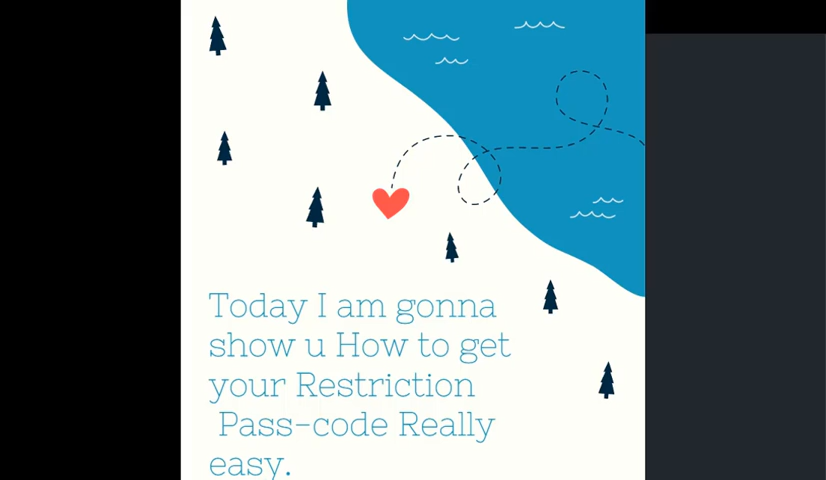 Today I am gonna
show u How to get
your Restriction
Pass-code Really
easy.